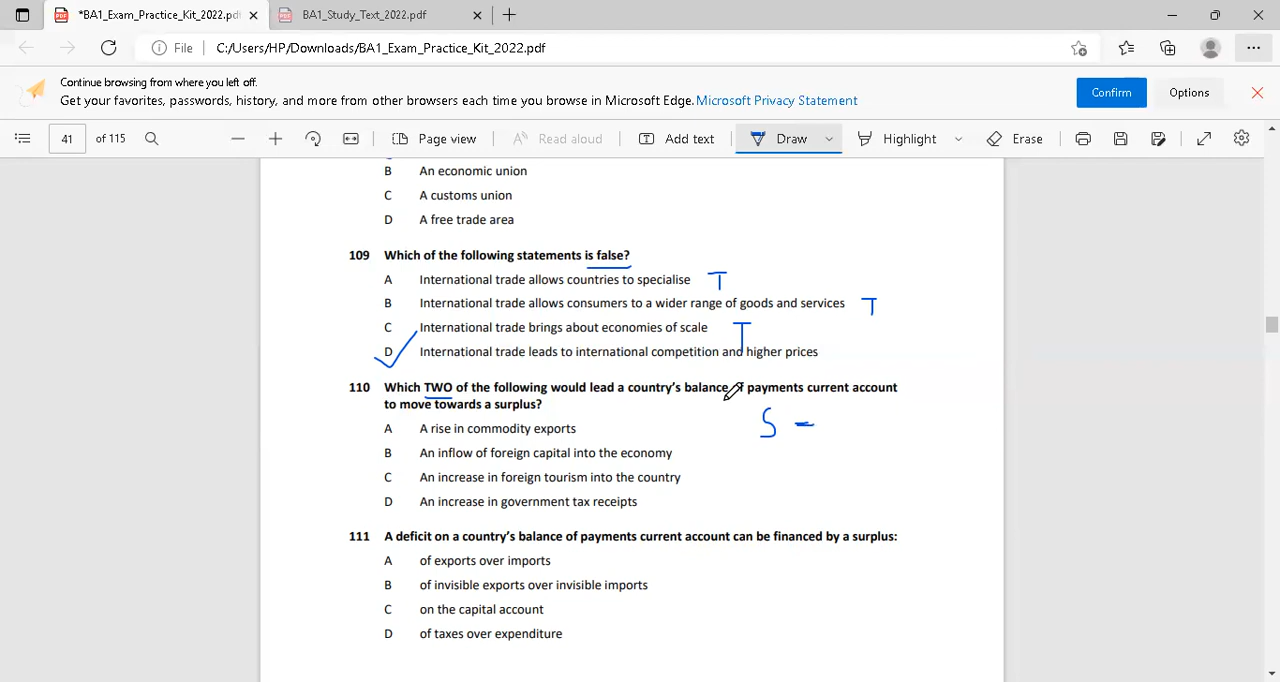 *BA1_Exam_Practice_Kit_2022.pdf
BA1_Study_Text_2022.pdf
File C:/Users/HP/Downloads/BA1_Exam_Practice_Kit_2022.pdf
Continue browsing from where you left off.
Get your favorites, passwords, history, and more from other browsers each time you browse in Microsoft Edge. Microsoft Privacy Statement
Confirm
Options
41 of 115
Page view
Read aloud
Add text
Draw
Highlight
Erase
B An economic union
C A customs union
D A free trade area
109 Which of the following statements is false?
A International trade allows countries to specialise T
B International trade allows consumers to a wider range of goods and services T
C International trade brings about economies of scale T
D International trade leads to international competition and higher prices
110 Which TWO of the following would lead a country's balance of payments current account
to move towards a surplus?
S =
A A rise in commodity exports
B An inflow of foreign capital into the economy
C An increase in foreign tourism into the country
D An increase in government tax receipts
111 A deficit on a country's balance of payments current account can be financed by a surplus:
A of exports over imports
B of invisible exports over invisible imports
C on the capital account
D of taxes over expenditure